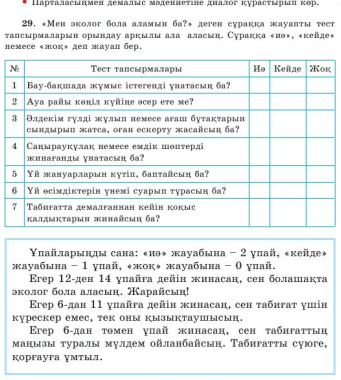 • Парталасыңмен демалыс мәдениетіне диалог құрастырып көр.
29. «Мен эколог бола аламын ба?» деген сұраққа жауапты тест
тапсырмаларын орындау арқылы ала аласың. Сұраққа «иә», «кейде»
немесе «жоқ» деп жауап бер.
№ Тест тапсырмалары Иә Кейде Жоқ
1 Бау-бақшада жұмыс істегенді ұнатасың ба?
2 Ауа райы көңіл күйіңе әсер ете ме?
3 Әлдекім гүлді жұлып немесе ағаш бұтақтарын
сындырып жатса, оған ескерту жасайсың ба?
4 Саңырауқұлақ немесе емдік шөптерді
жинағанды ұнатасың ба?
5 Үй жануарларын күтіп, баптайсың ба?
6 Үй өсімдіктерін үнемі суарып тұрасың ба?
7 Табиғатта демалғаннан кейін қоқыс
қалдықтарын жинайсың ба?
Ұпайларыңды сана: «иә» жауабына – 2 ұпай, «кейде»
жауабына – 1 ұпай, «жоқ» жауабына – 0 ұпай.
Егер 12-ден 14 ұпайға дейін жинасаң, сен болашақта
эколог бола аласың. Жарайсың!
Егер 6-дан 11 ұпайға дейін жинасаң, сен табиғат үшін
күрескер емес, тек оны қызықтаушысың.
Егер 6-дан төмен ұпай жинасаң, сен табиғаттың
маңызы туралы мүлдем ойланбайсың. Табиғатты сүюге,
қорғауға ұмтыл.